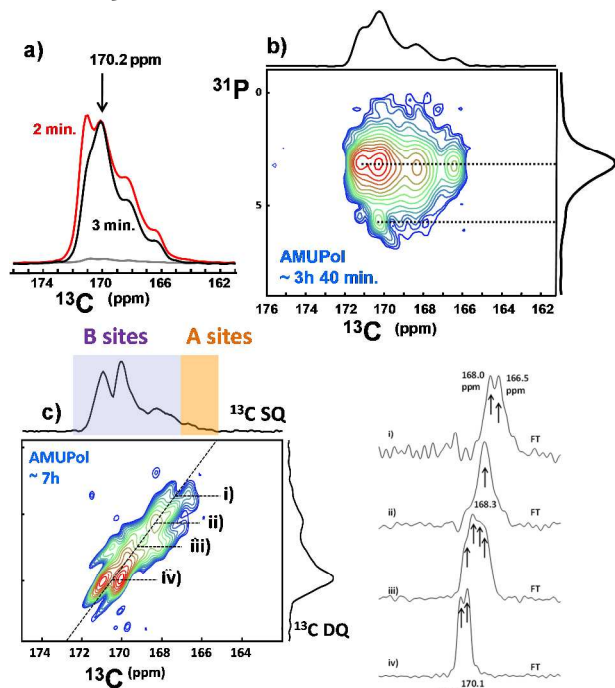 a)
170.2 ppm
2 min.
3 min.
174 170 166 162
13C (ppm)
b)
31P
0
5
AMUPol
~ 3h 40 min.
176 174 172 170 168 166 164 162
13C (ppm)
B sites
A sites
c)
13C SQ
AMUPol
~ 7h
i)
ii)
iii)
iv)
13C DQ
174 172 170 168 166 164 162
13C (ppm)
168.0
ppm
166.5
ppm
i)
FT
168.3
ii)
FT
iii)
FT
iv)
FT
170.1